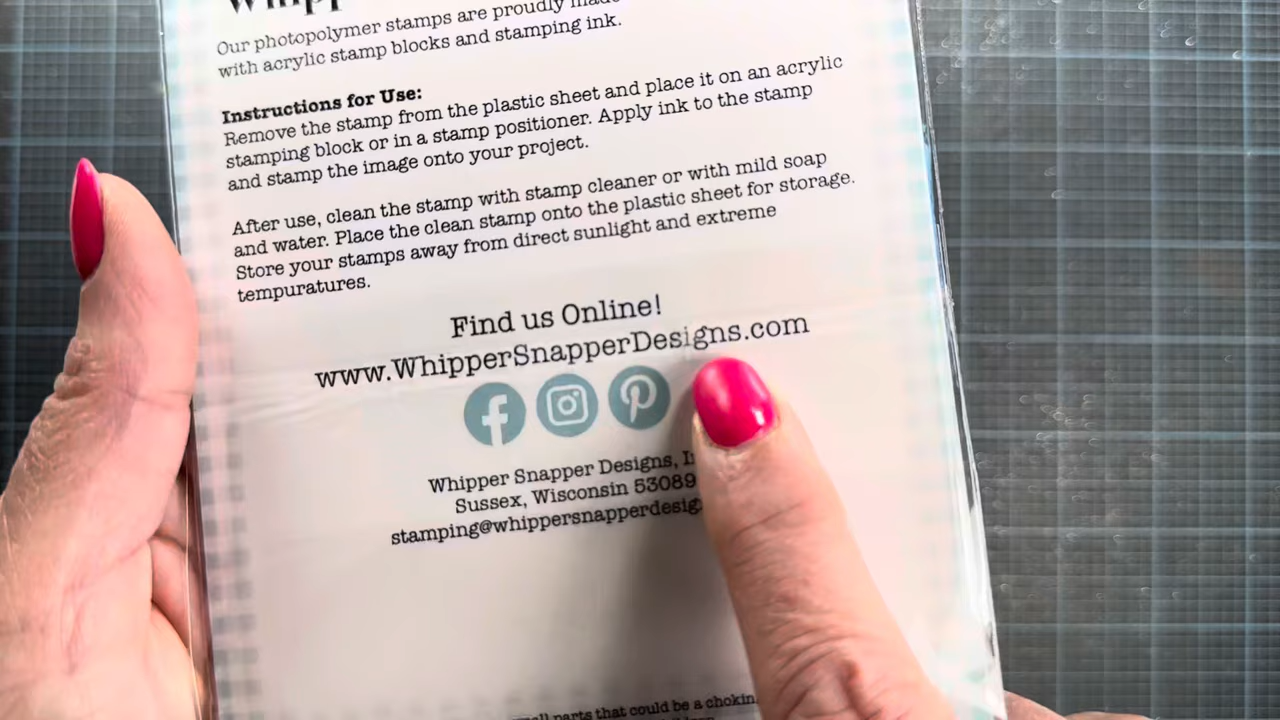 Our photopolymer stamps are proudly made
with acrylic stamp blocks and stamping ink.
Instructions for Use:
Remove the stamp from the plastic sheet and place it on an acrylic
stamping block or in a stamp positioner. Apply ink to the stamp
and stamp the image onto your project.
After use, clean the stamp with stamp cleaner or with mild soap
and water. Place the clean stamp onto the plastic sheet for storage.
Store your stamps away from direct sunlight and extreme
tempuratures.
Find us Online!
www.WhipperSnapperDesigns.com
Whipper Snapper Designs,
Sussex, Wisconsin 53089
stamping@whippersnapperdesig
parts that could be a